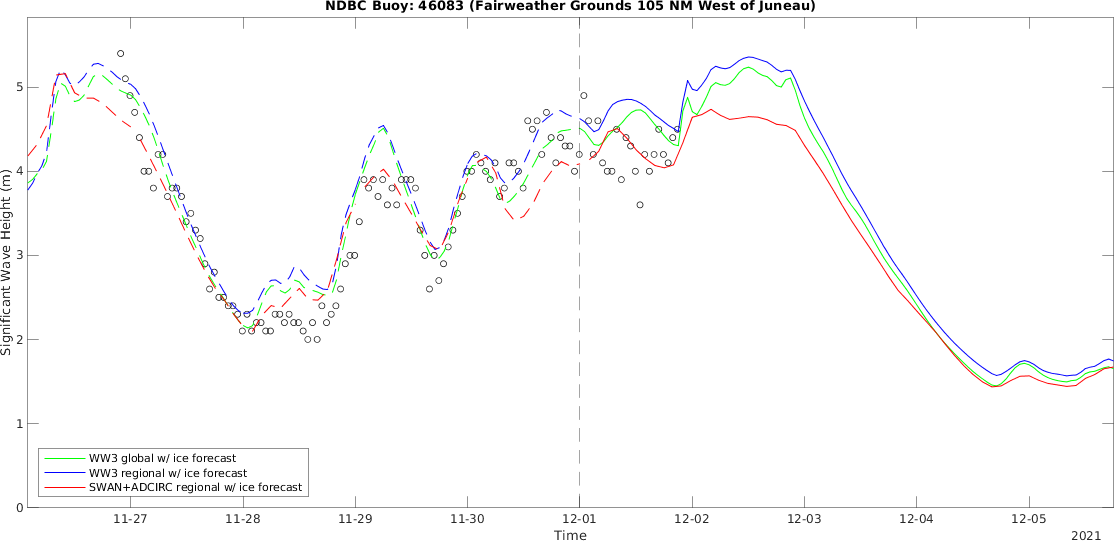 NDBC Buoy: 46083 (Fairweather Grounds 105 NM West of Juneau)
Significant Wave Height (m)
5
4
3
2
1
0
WW3 global w/ ice forecast
WW3 regional w/ ice forecast
SWAN+ADCIRC regional w/ ice forecast
11-27 11-28 11-29 11-30 12-01 12-02 12-03 12-04 12-05
Time
2021